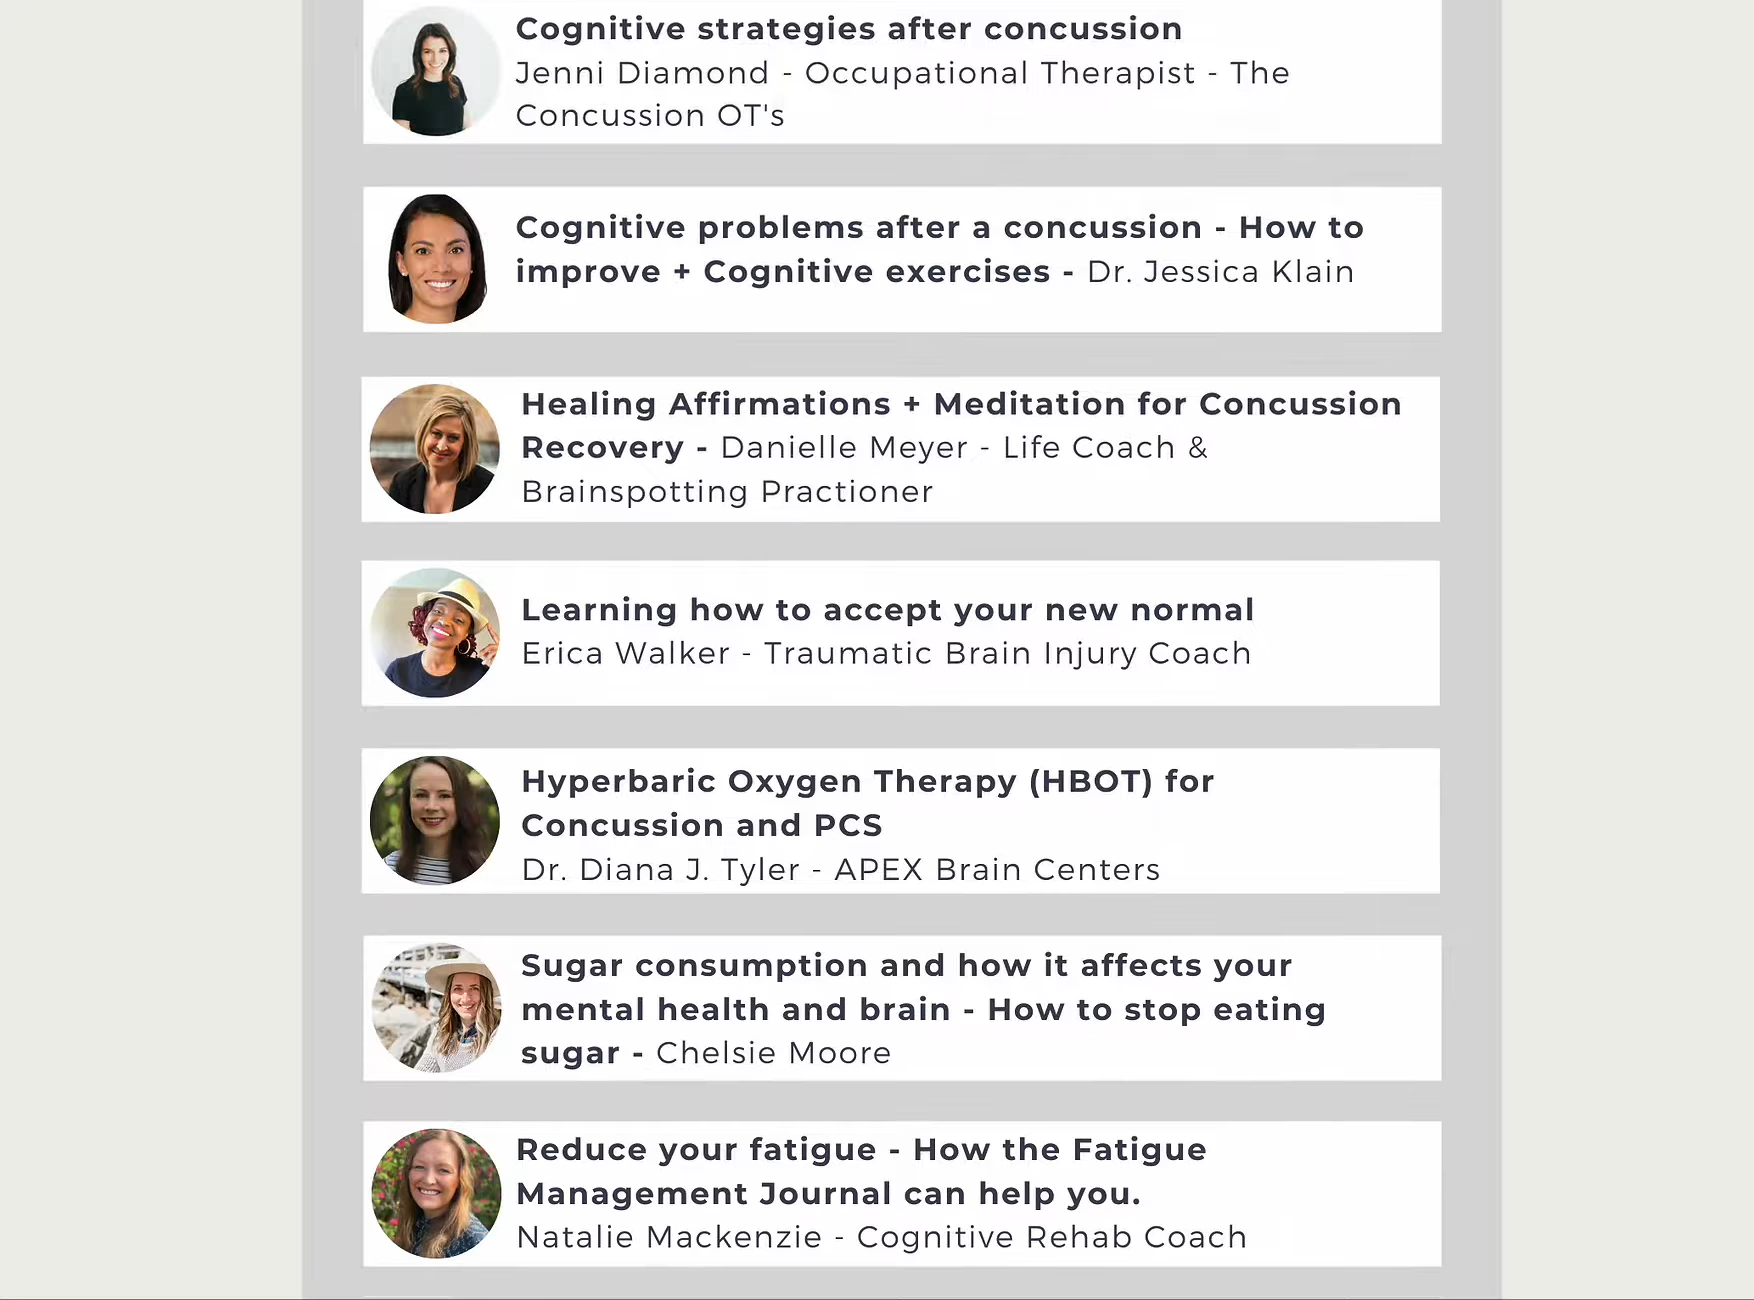 Cognitive strategies after concussion
Jenni Diamond - Occupational Therapist - The
Concussion OT's
Cognitive problems after a concussion - How to
improve + Cognitive exercises - Dr. Jessica Klain
Healing Affirmations + Meditation for Concussion
Recovery - Danielle Meyer - Life Coach &
Brainspotting Practioner
Learning how to accept your new normal
Erica Walker - Traumatic Brain Injury Coach
Hyperbaric Oxygen Therapy (HBOT) for
Concussion and PCS
Dr. Diana J. Tyler - APEX Brain Centers
Sugar consumption and how it affects your
mental health and brain - How to stop eating
sugar - Chelsie Moore
Reduce your fatigue - How the Fatigue
Management Journal can help you.
Natalie Mackenzie - Cognitive Rehab Coach